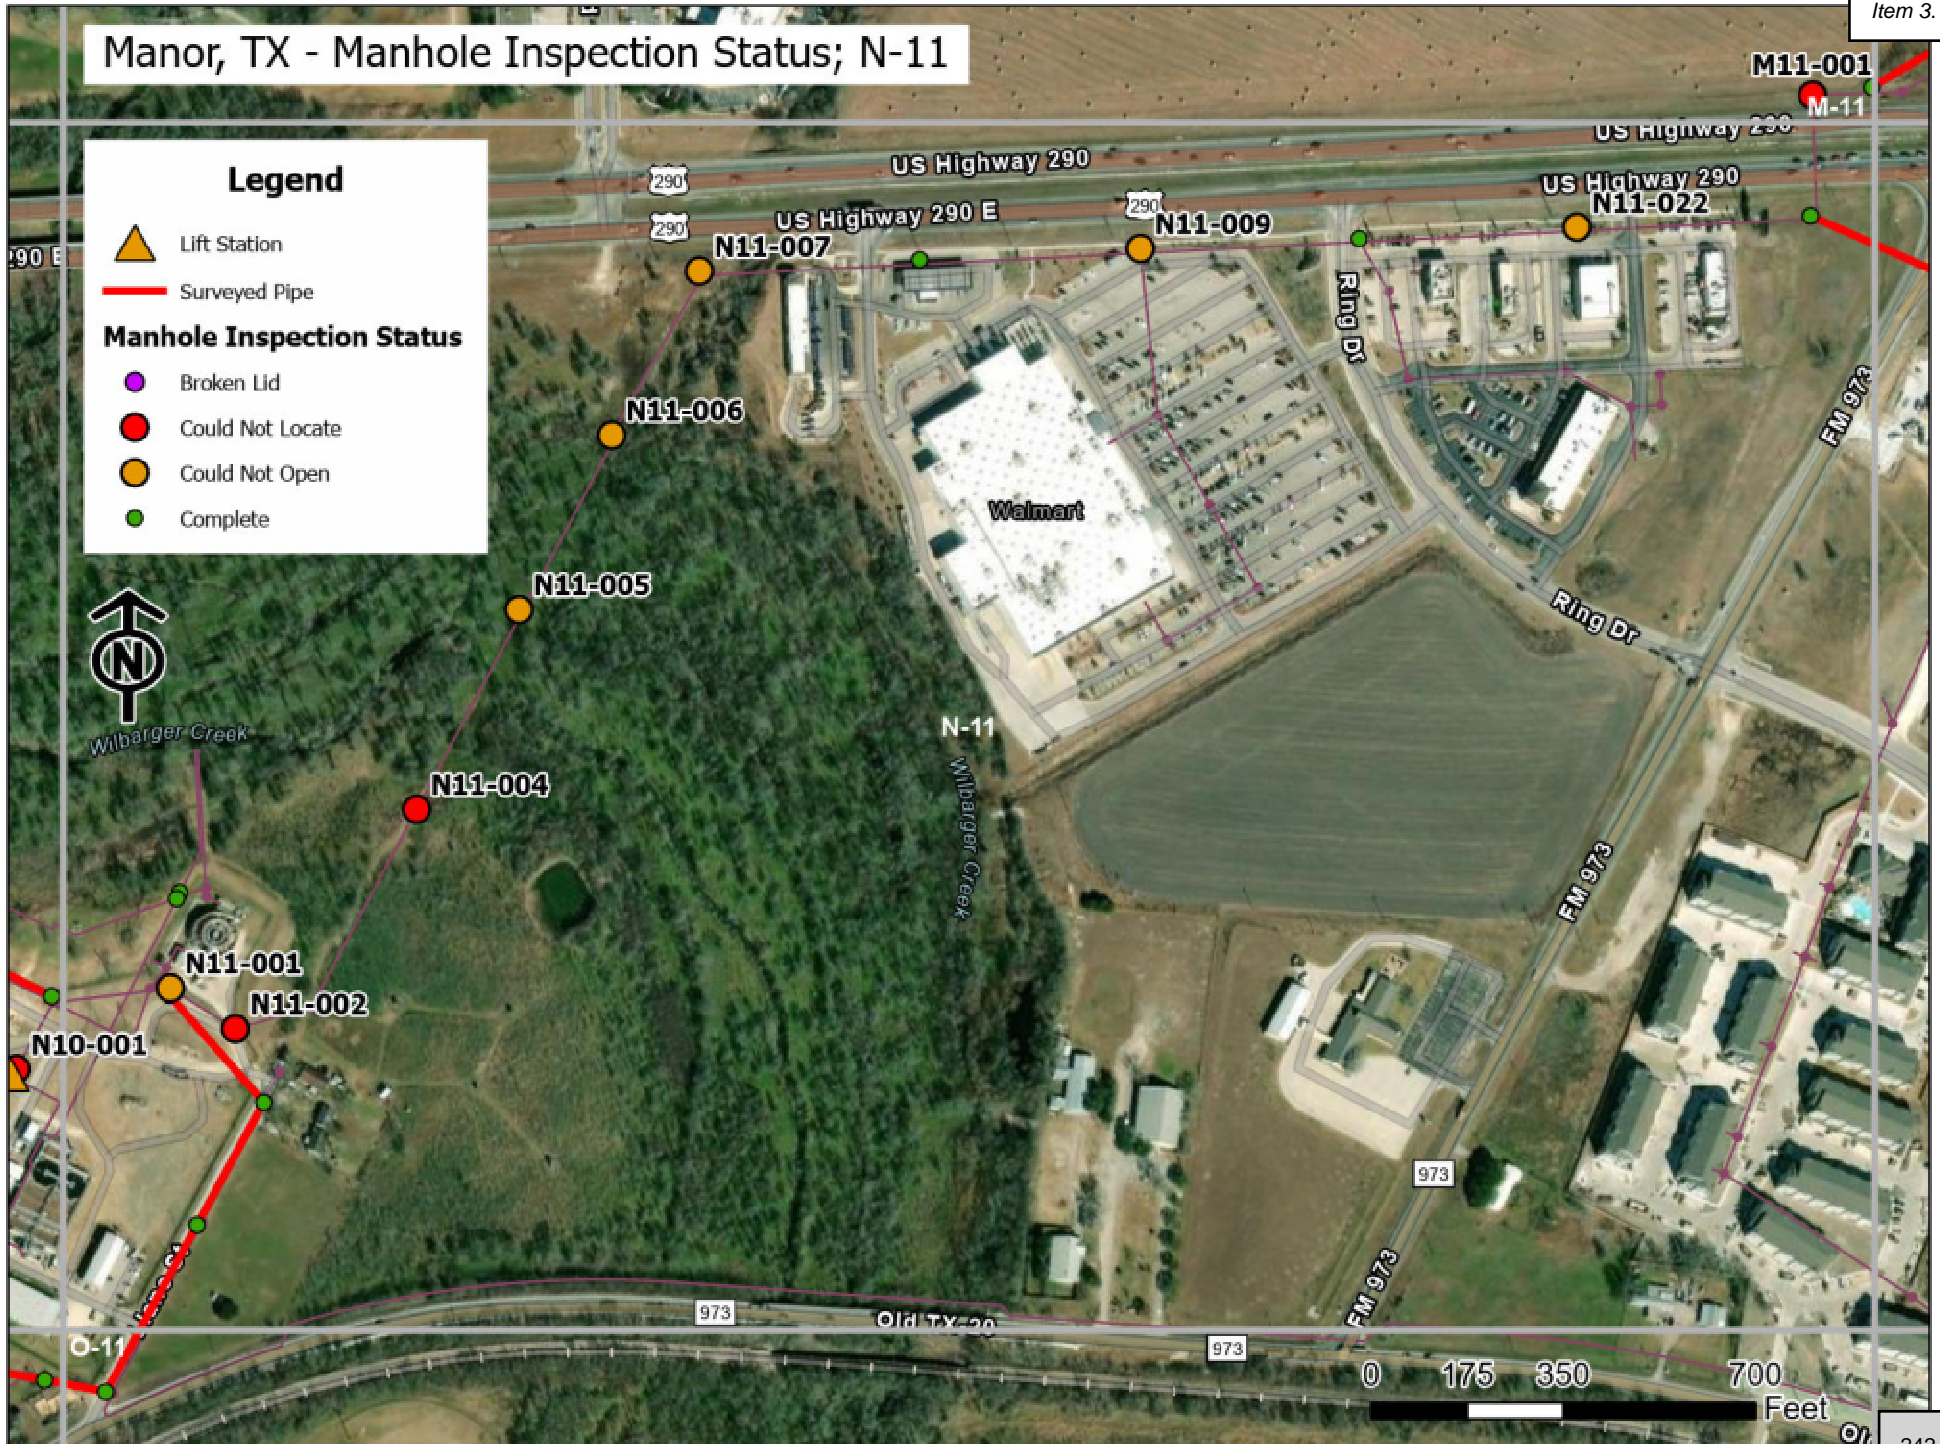 Item 3.
Manor, TX - Manhole Inspection Status; N-11
M11-001
M-11
US Highway 290
US Highway 290
290
US Highway 290
290
US Highway 290 E
290
N11-022
N11-009
N11-007
290 E
Legend
Lift Station
Surveyed Pipe
Manhole Inspection Status
Broken Lid
Could Not Locate
Could Not Open
Complete
Ring Dr
FM 973
N11-006
Walmart
N11-005
Ring Dr
N
Wilbarger Creek
N-11
N11-004
Wilbarger Creek
FM 973
N11-001
N11-002
N10-001
973
FM 973
973
Old TX-20
973
O-11
0 175 350 700
Feet